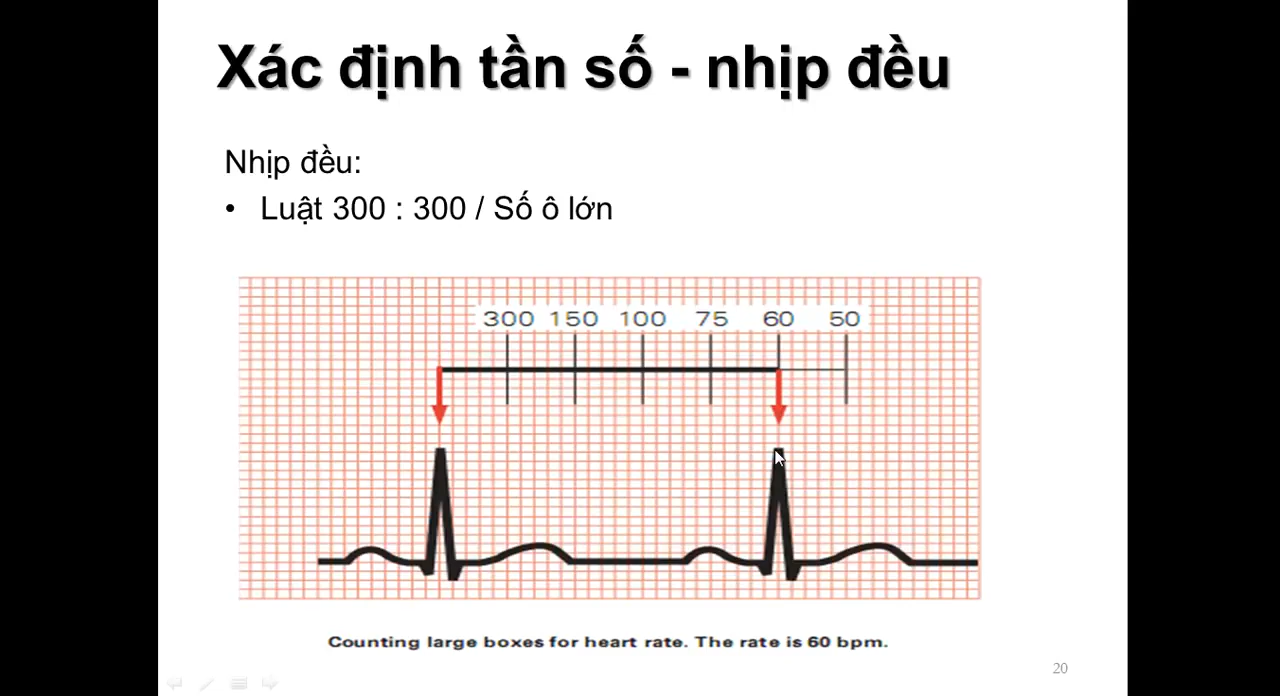 Xác định tần số - nhịp đều
Nhịp đều:
• Luật 300 : 300 / Số ô lớn
300 150 100 75 60 50
Counting large boxes for heart rate. The rate is 60 bpm.
20